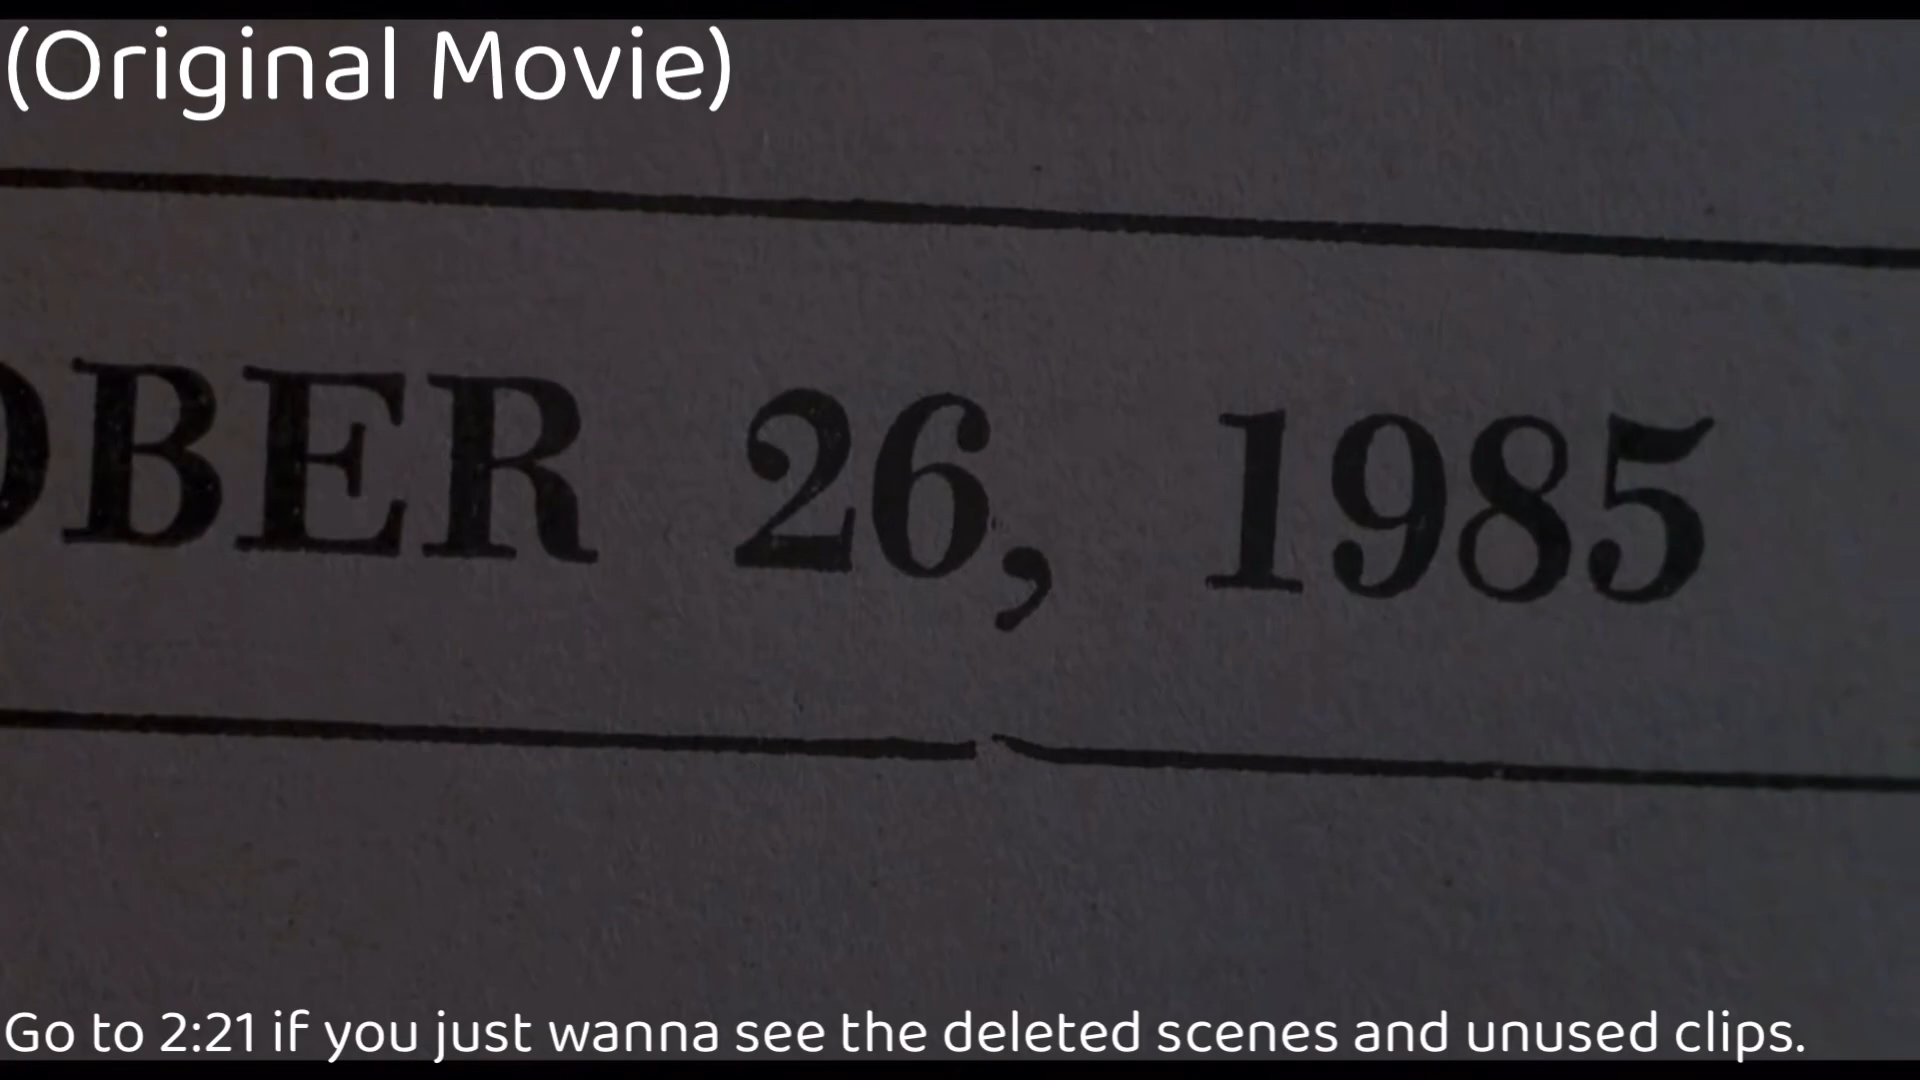 (Original Movie)
OBER 26, 1985
Go to 2:21 if you just wanna see the deleted scenes and unused clips.